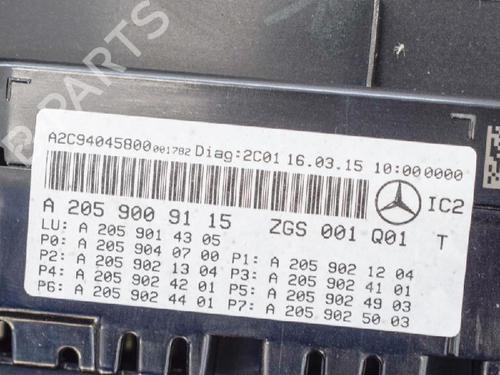 B PARTS
A2C94045800001782 Diag:2C01 16.03.15 10:000000
IC2
A 205 900 91 15 ZGS 001 Q01 T
LU: A 205 901 43 05
P0: A 205 904 07 00 P1: A 205 902 12 04
P2: A 205 902 13 04 P3: A 205 902 41 01
P4: A 205 902 42 01 P5: A 205 902 49 03
P6: A 205 902 44 01 P7: A 205 902 50 03